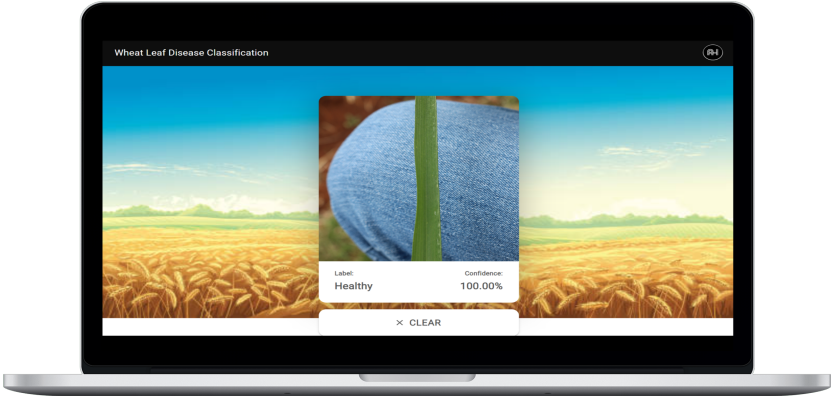 Wheat Leaf Disease Classification
Label: Confidence:
Healthy 100.00%
× CLEAR